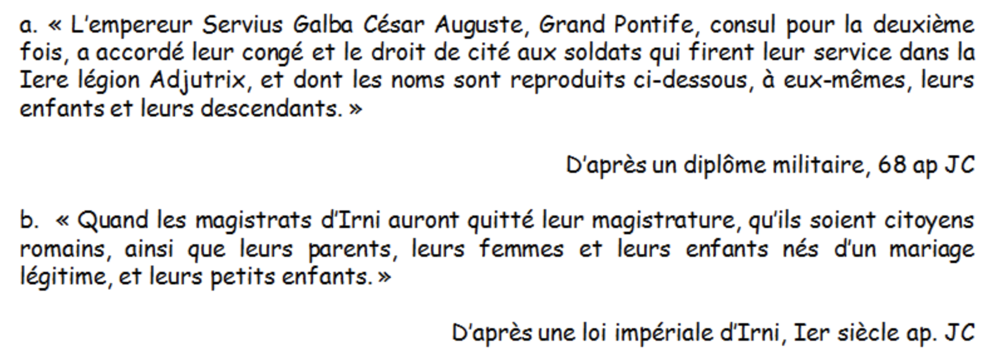 a. « L'empereur Servius Galba César Auguste, Grand Pontife, consul pour la deuxième
fois, a accordé leur congé et le droit de cité aux soldats qui firent leur service dans la
Iere légion Adjutrix, et dont les noms sont reproduits ci-dessous, à eux-mêmes, leurs
enfants et leurs descendants. »
D'après un diplôme militaire, 68 ap JC
b. « Quand les magistrats d'Irni auront quitté leur magistrature, qu'ils soient citoyens
romains, ainsi que leurs parents, leurs femmes et leurs enfants nés d'un mariage
légitime, et leurs petits enfants. »
D'après une loi impériale d'Irni, Ier siècle ap. JC